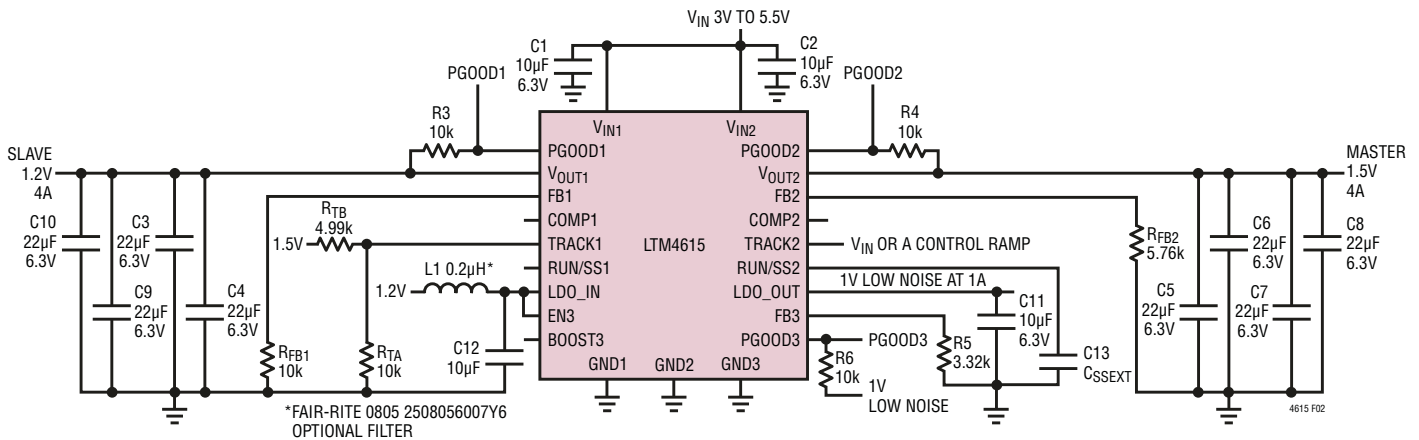 V_IN 3V TO 5.5V
C1
10µF
6.3V
C2
10µF
6.3V
PGOOD1
PGOOD2
R3
10k
R4
10k
V_IN1
V_IN2
PGOOD1
PGOOD2
SLAVE
1.2V
4A
MASTER
1.5V
4A
V_OUT1
V_OUT2
FB1
FB2
COMP1
COMP2
TRACK1
LTM4615
TRACK2
V_IN OR A CONTROL RAMP
RUN/SS1
RUN/SS2
LDO_IN
LDO_OUT
1V LOW NOISE AT 1A
EN3
FB3
BOOST3
PGOOD3
PGOOD3
GND1
GND2
GND3
C10
22µF
6.3V
C3
22µF
6.3V
C9
22µF
6.3V
C4
22µF
6.3V
R_TB
4.99k
1.5V
L1 0.2µH*
1.2V
R_FB1
10k
R_TA
10k
C12
10µF
R6
10k
1V
LOW NOISE
R5
3.32k
C11
10µF
6.3V
C13
C_SSEXT
R_FB2
5.76k
C6
22µF
6.3V
C8
22µF
6.3V
C5
22µF
6.3V
C7
22µF
6.3V
*FAIR-RITE 0805 2508056007Y6
OPTIONAL FILTER
4615 F02